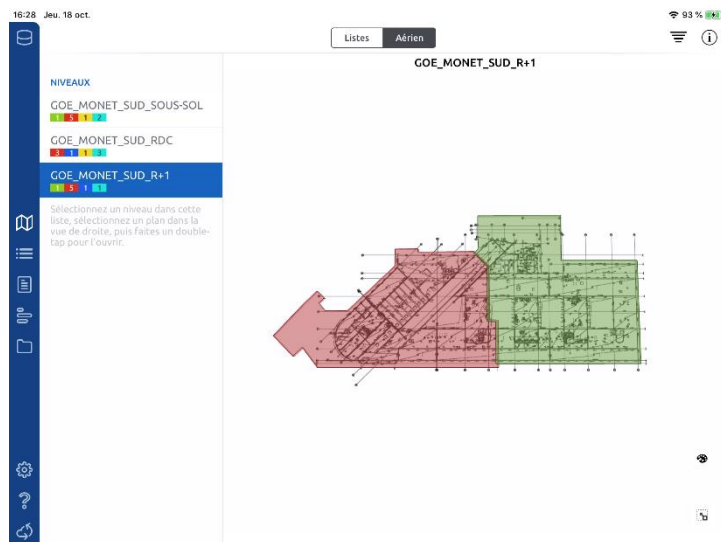 16:28 Jeu. 18 oct.
93 %
Listes Aérien
GOE_MONET_SUD_R+1
NIVEAUX
GOE_MONET_SUD_SOUS-SOL
1 5 1 2
GOE_MONET_SUD_RDC
3 1 1 3
GOE_MONET_SUD_R+1
1 5 1 1
Sélectionnez un niveau dans cette
liste, sélectionnez un plan dans la
vue de droite, puis faites un double-
tap pour l'ouvrir.